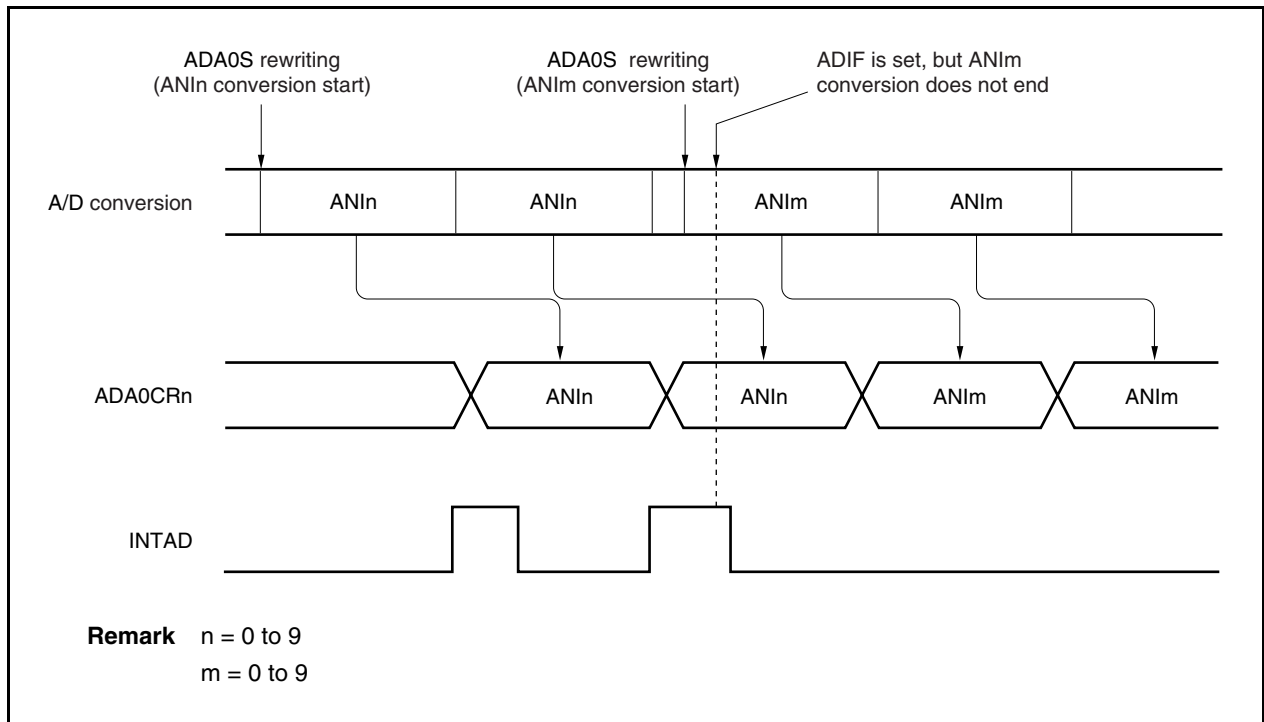 ADA0S rewriting
(ANIn conversion start)
ADA0S rewriting
(ANIm conversion start)
ADIF is set, but ANIm
conversion does not end
A/D conversion
ANIn
ANIn
ANIm
ANIm
ADA0CRn
ANIn
ANIn
ANIm
ANIm
INTAD
Remark n = 0 to 9
m = 0 to 9